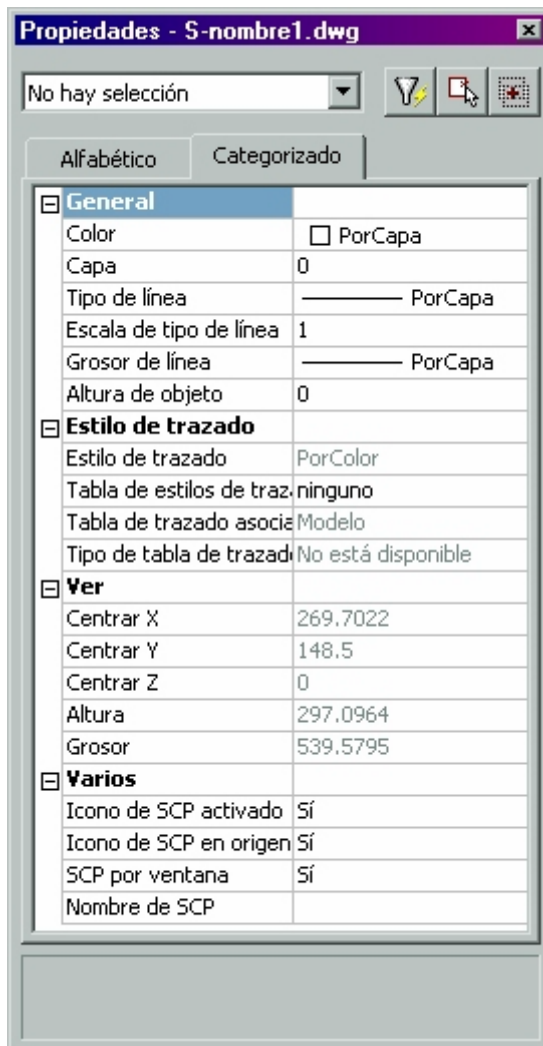 Propiedades - S-nombre1.dwg
No hay selección
Alfabético Categorizado
General
Color PorCapa
Capa 0
Tipo de línea PorCapa
Escala de tipo de línea 1
Grosor de línea PorCapa
Altura de objeto 0
Estilo de trazado
Estilo de trazado PorColor
Tabla de estilos de traza ninguno
Tabla de trazado asocia Modelo
Tipo de tabla de trazad No está disponible
Ver
Centrar X 269.7022
Centrar Y 148.5
Centrar Z 0
Altura 297.0964
Grosor 539.5795
Varios
Icono de SCP activado Sí
Icono de SCP en origen Sí
SCP por ventana Sí
Nombre de SCP